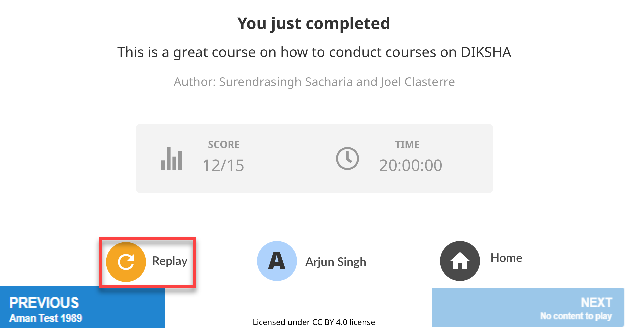 You just completed
This is a great course on how to conduct courses on DIKSHA
Author: Surendrasingh Sacharia and Joel Clasterre
SCORE
12/15
TIME
20:00:00
Replay
A
Arjun Singh
Home
PREVIOUS
Aman Test 1989
NEXT
No content to play
Licensed under CC BY 4.0 license